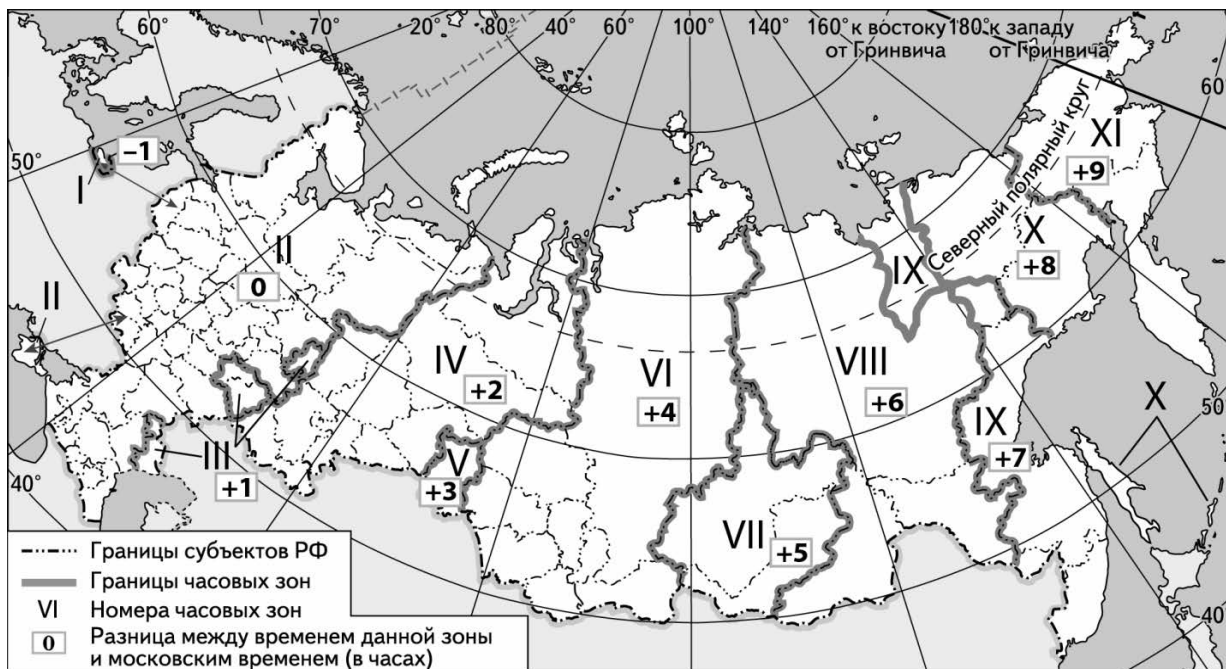 60°
70°
20°
80°
40°
100°
140°
160° к востоку
от Гринвича
180° к западу
от Гринвича
60°
50°
–1
I
II
0
II
Северный полярный круг
XI
+9
X
+8
IX
IV
+2
VI
+4
VIII
+6
X
50°
IX
+7
III
+1
V
+3
VII
+5
40°
40°
Границы субъектов РФ
Границы часовых зон
VI Номера часовых зон
0 Разница между временем данной зоны
и московским временем (в часах)